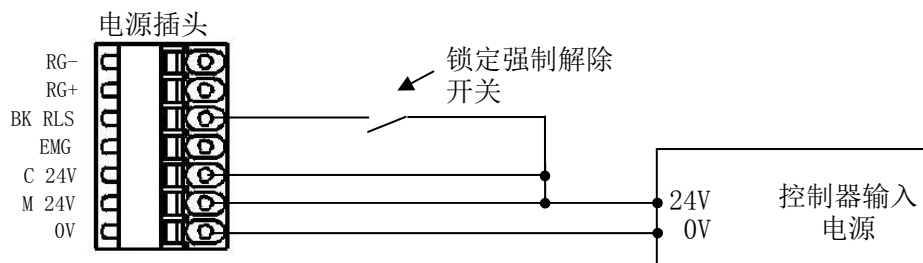 电源插头
RG-
RG+
BK RLS
EMG
C 24V
M 24V
0V
锁定强制解除
开关
24V
0V
控制器输入
电源